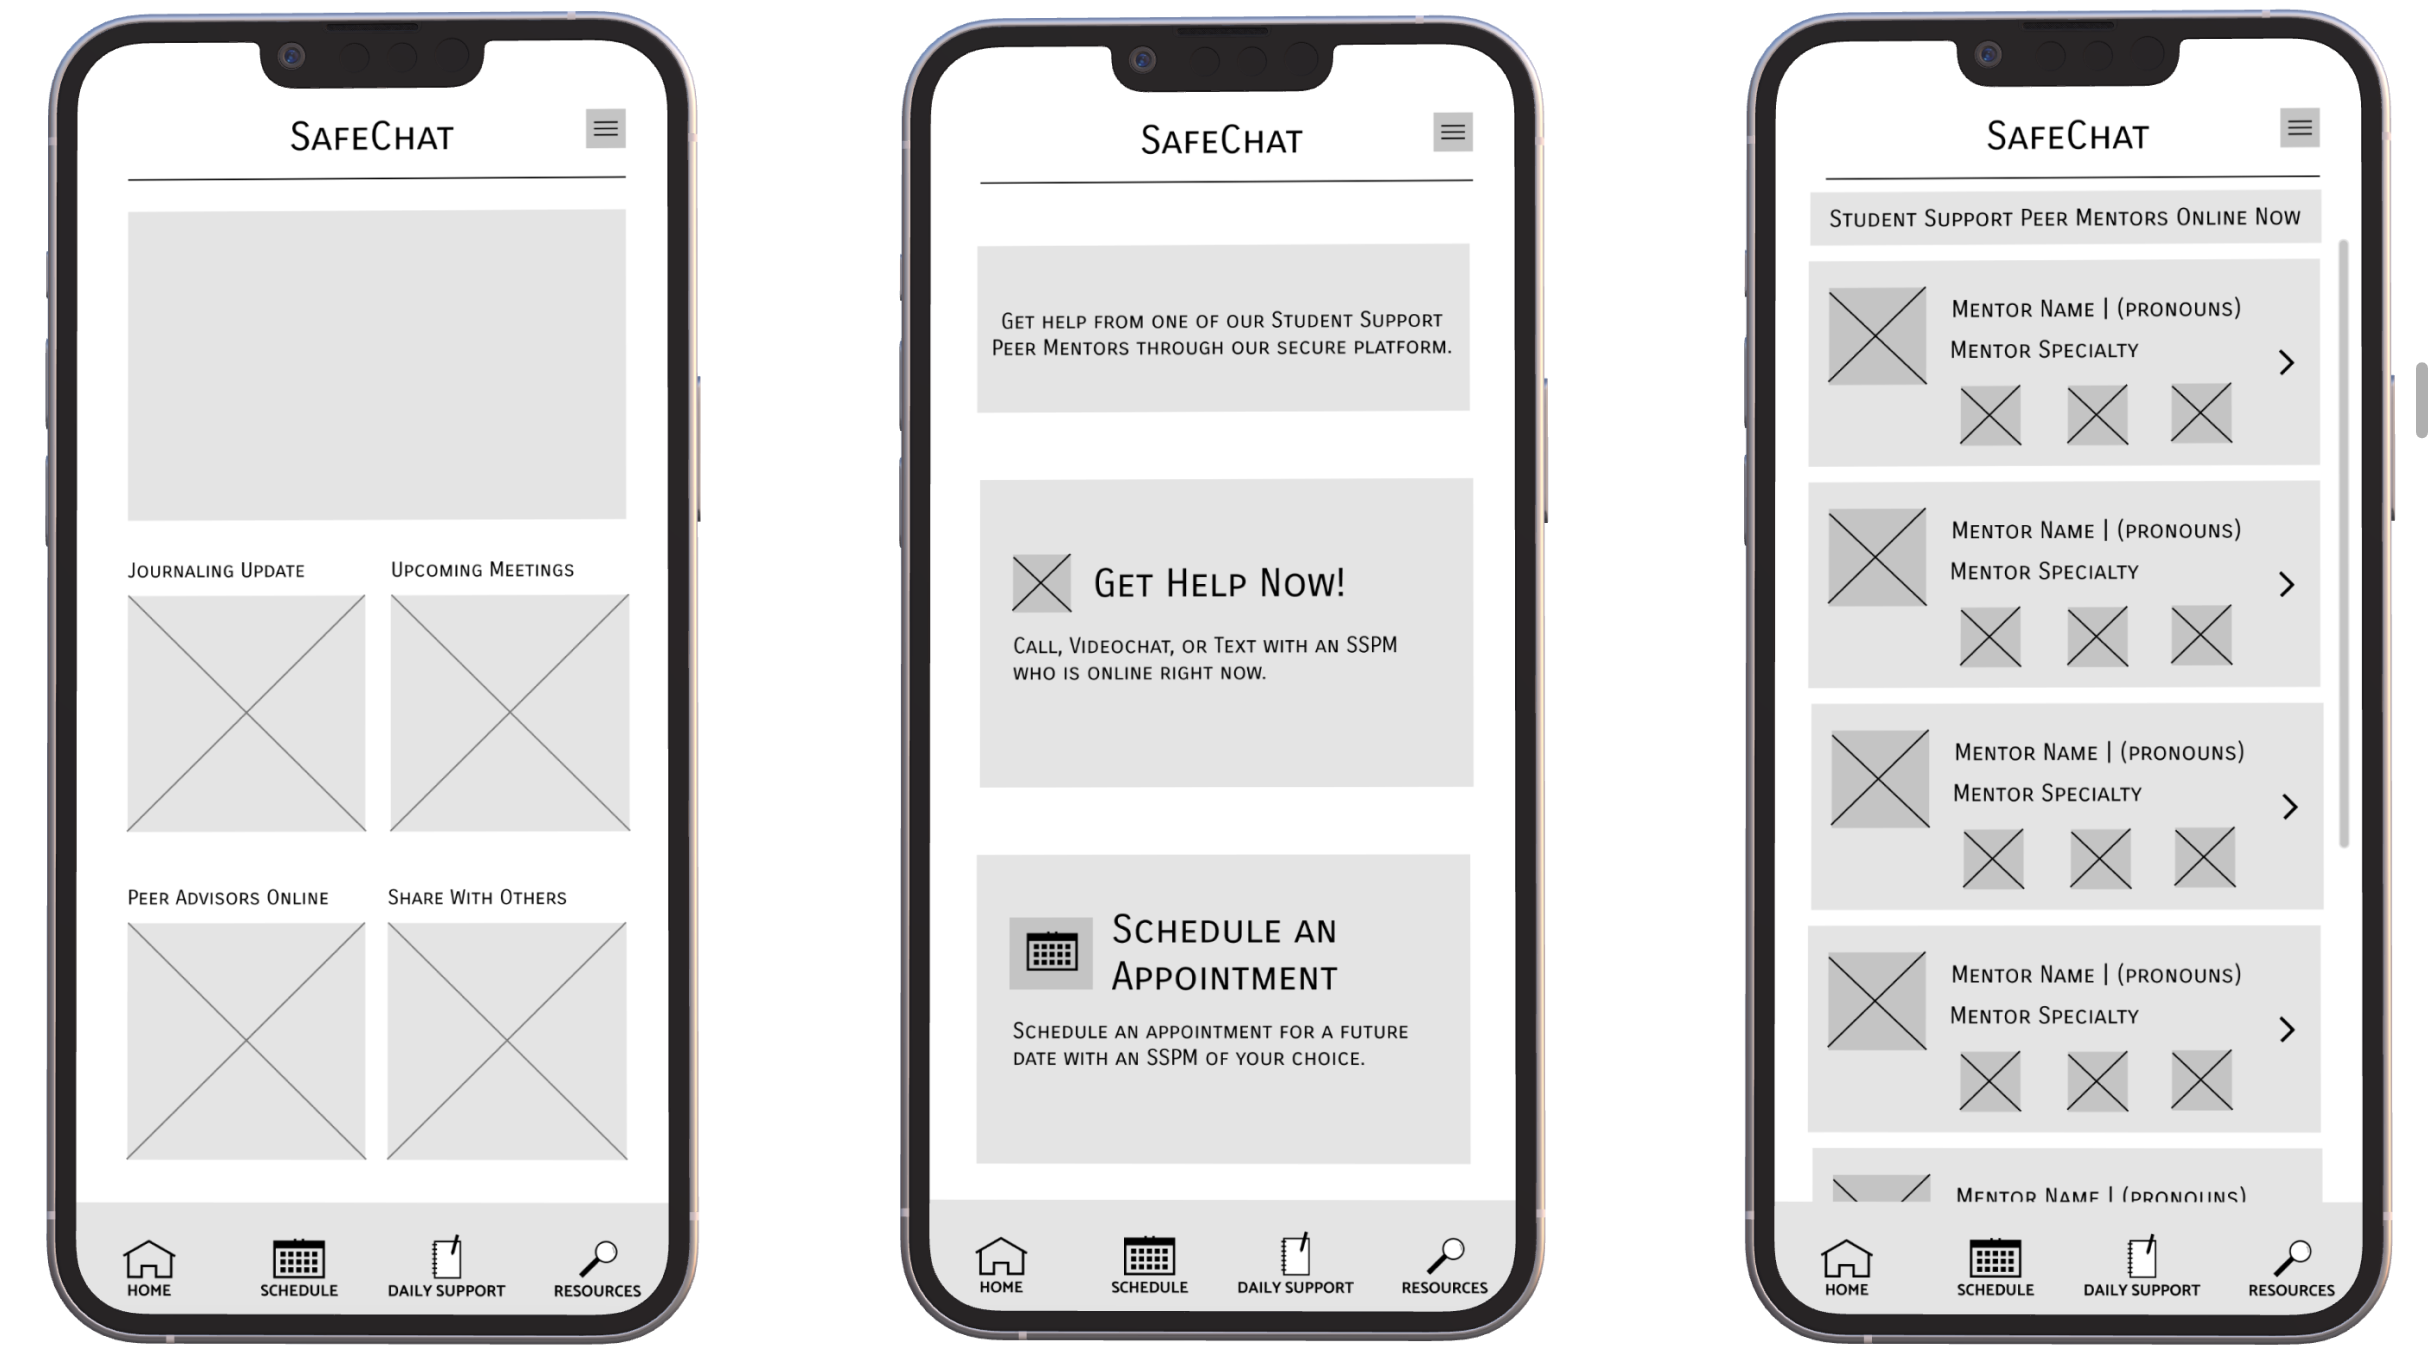 SafeChat
Journaling Update
Upcoming Meetings
Peer Advisors Online
Share With Others
HOME
SCHEDULE
DAILY SUPPORT
RESOURCES
SafeChat
Get help from one of our Student Support
Peer Mentors through our secure platform.
Get Help Now!
Call, Videochat, or Text with an SSPM
who is online right now.
Schedule an
Appointment
Schedule an appointment for a future
date with an SSPM of your choice.
HOME
SCHEDULE
DAILY SUPPORT
RESOURCES
SafeChat
Student Support Peer Mentors Online Now
Mentor Name | (pronouns)
Mentor Specialty
Mentor Name | (pronouns)
Mentor Specialty
Mentor Name | (pronouns)
Mentor Specialty
Mentor Name | (pronouns)
Mentor Specialty
Mentor Name | (pronouns)
HOME
SCHEDULE
DAILY SUPPORT
RESOURCES